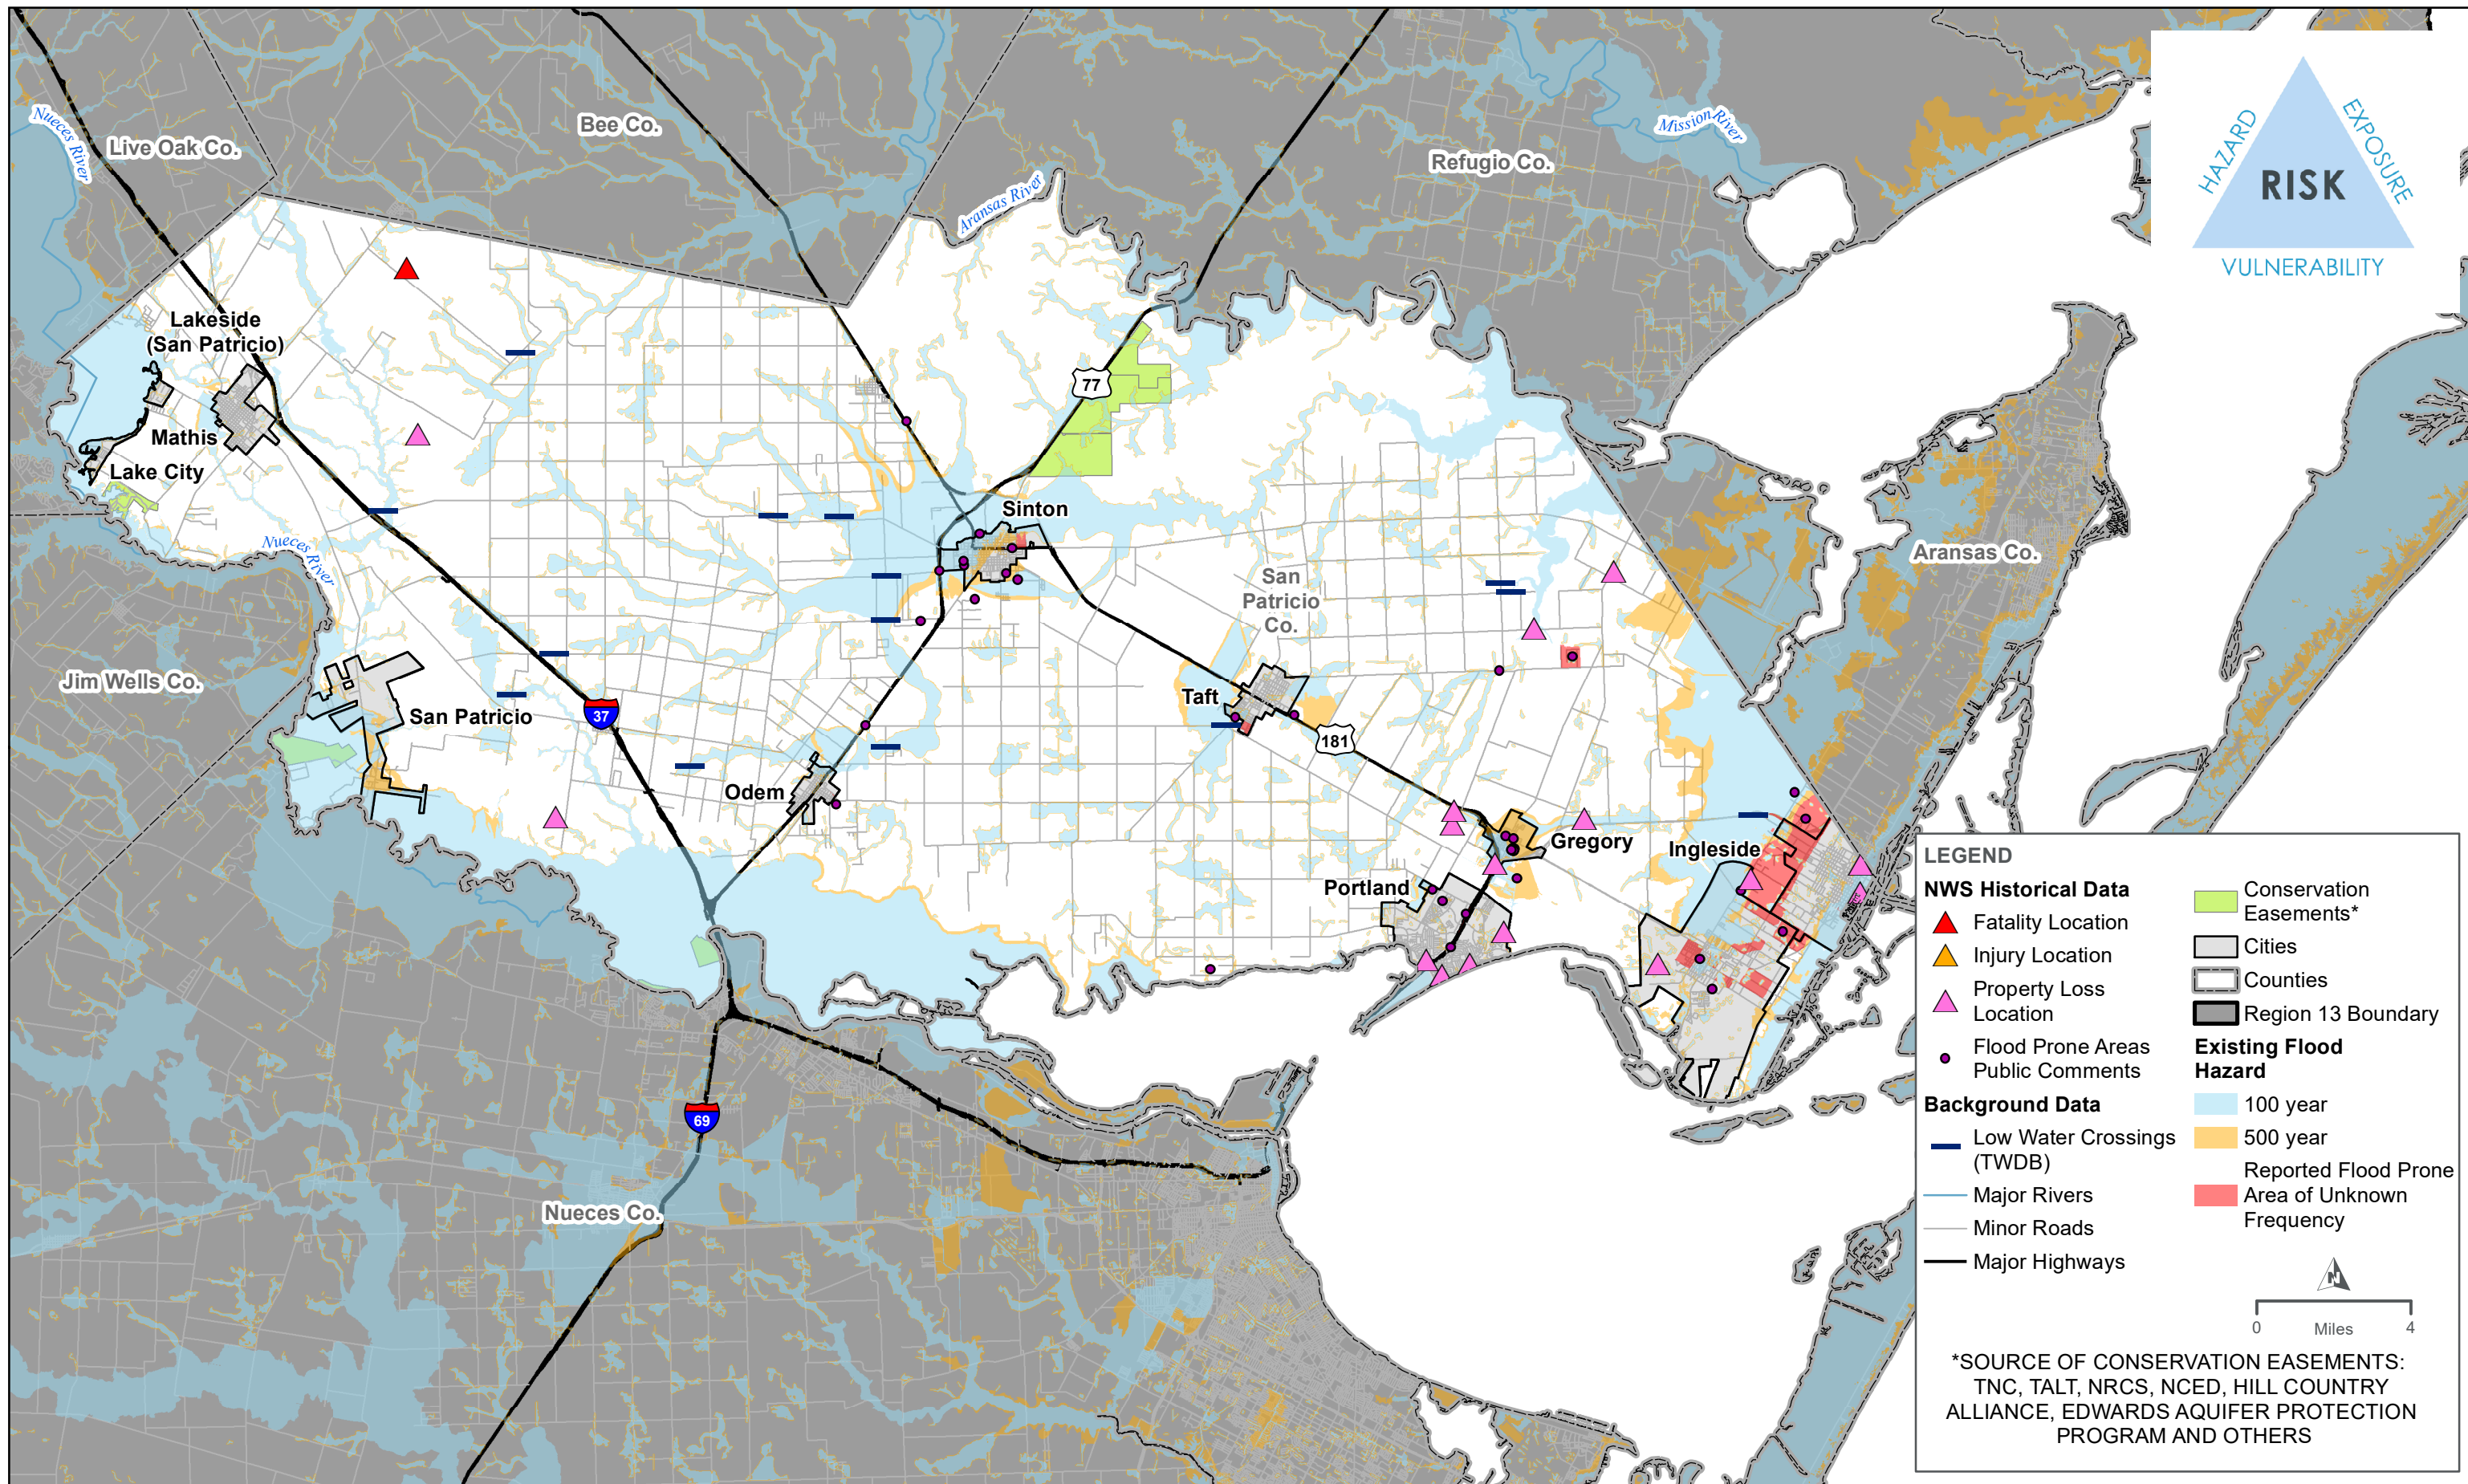 Nueces River
Live Oak Co.
Bee Co.
Aransas River
Refugio Co.
Mission River
HAZARD
EXPOSURE
RISK
VULNERABILITY
Lakeside
(San Patricio)
Mathis
Lake City
77
Sinton
Nueces River
San
Patricio
Co.
Aransas Co.
Jim Wells Co.
San Patricio
37
Taft
181
Odem
Gregory
Ingleside
Portland
69
Nueces Co.
LEGEND
NWS Historical Data
Fatality Location
Injury Location
Property Loss
Location
Flood Prone Areas
Public Comments
Background Data
Low Water Crossings
(TWDB)
Major Rivers
Minor Roads
Major Highways
Conservation
Easements*
Cities
Counties
Region 13 Boundary
Existing Flood
Hazard
100 year
500 year
Reported Flood Prone
Area of Unknown
Frequency
N
0 Miles 4
*SOURCE OF CONSERVATION EASEMENTS:
TNC, TALT, NRCS, NCED, HILL COUNTRY
ALLIANCE, EDWARDS AQUIFER PROTECTION
PROGRAM AND OTHERS